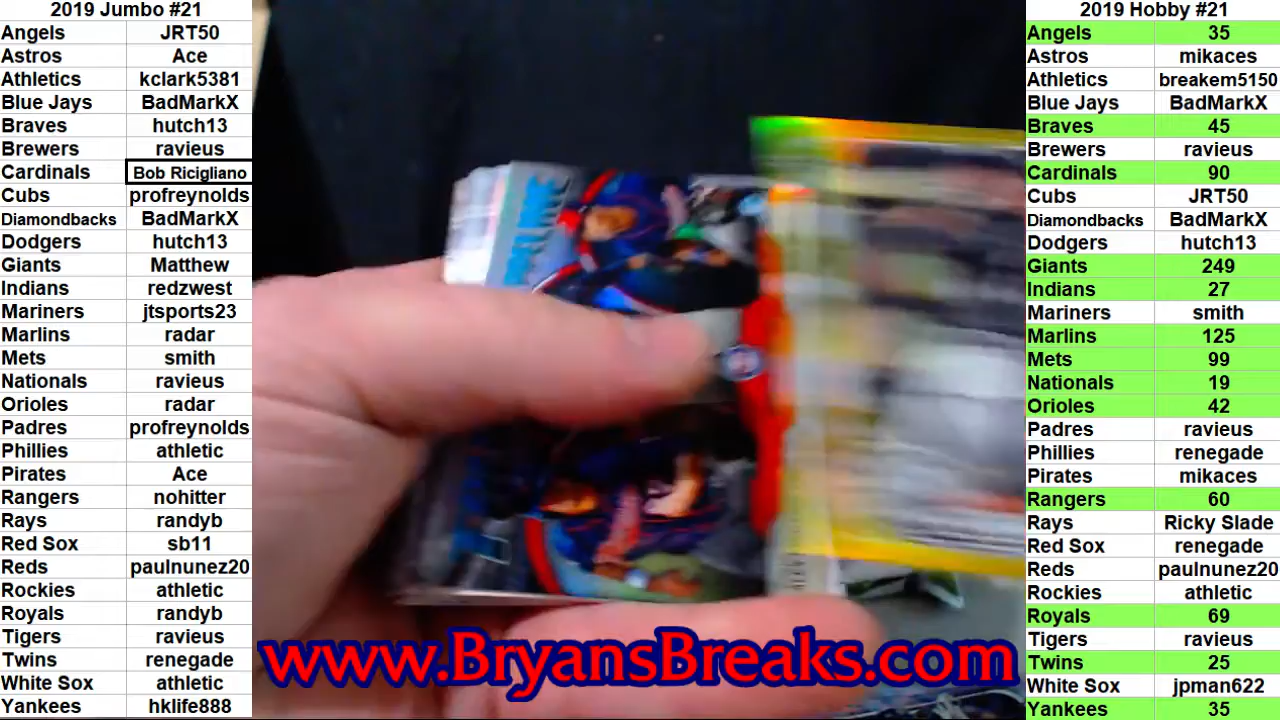 2019 Jumbo #21
Angels JRT50
Astros Ace
Athletics kclark5381
Blue Jays BadMarkX
Braves hutch13
Brewers ravieus
Cardinals Bob Ricigliano
Cubs profreynolds
Diamondbacks BadMarkX
Dodgers hutch13
Giants Matthew
Indians redzwest
Mariners jtsports23
Marlins radar
Mets smith
Nationals ravieus
Orioles radar
Padres profreynolds
Phillies athletic
Pirates Ace
Rangers nohitter
Rays randyb
Red Sox sb11
Reds paulnunez20
Rockies athletic
Royals randyb
Tigers ravieus
Twins renegade
White Sox athletic
Yankees hklife888
www.BryansBreaks.com
2019 Hobby #21
Angels 35
Astros mikaces
Athletics breakem5150
Blue Jays BadMarkX
Braves 45
Brewers ravieus
Cardinals 90
Cubs JRT50
Diamondbacks BadMarkX
Dodgers hutch13
Giants 249
Indians 27
Mariners smith
Marlins 125
Mets 99
Nationals 19
Orioles 42
Padres ravieus
Phillies renegade
Pirates mikaces
Rangers 60
Rays Ricky Slade
Red Sox renegade
Reds paulnunez20
Rockies athletic
Royals 69
Tigers ravieus
Twins 25
White Sox jpman622
Yankees 35